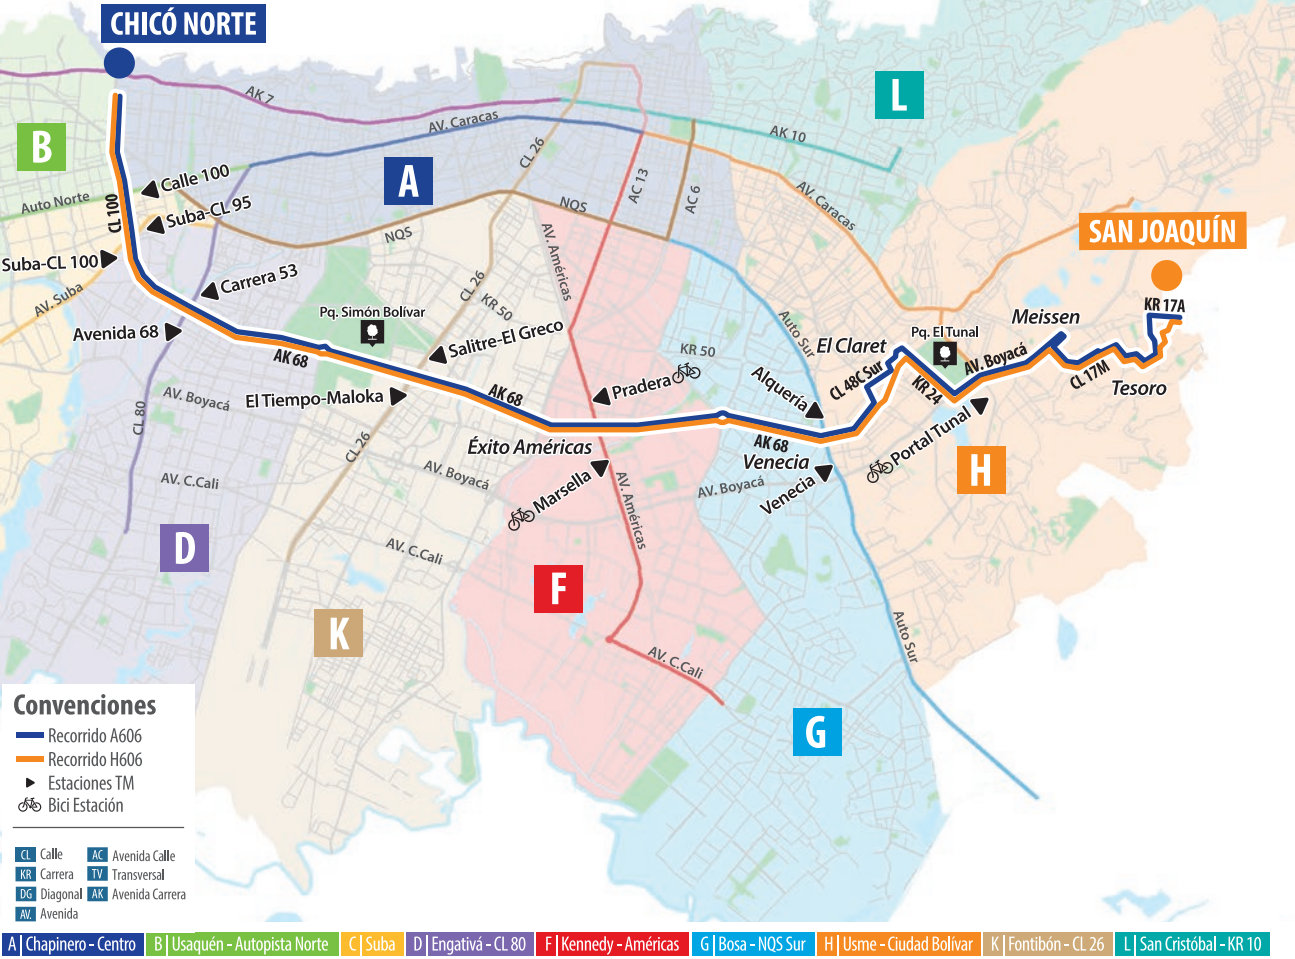 CHICÓ NORTE
AK 7
AV. Caracas
CL 26
L
AK 10
B
A
AC 13
AC 6
Calle 100
Auto Norte
CL 100
Suba-CL 95
NQS
NQS
AV. Caracas
SAN JOAQUÍN
Suba-CL 100
AV. Suba
Carrera 53
AV. Américas
CL 26
KR 50
Pq. Simón Bolívar
Avenida 68
AK 68
Salitre-El Greco
Auto Sur
KR 17A
Meissen
Pq. El Tunal
El Claret
AV. Boyacá
KR 50
Pradera
Alquería
CL 48C Sur
KR 24
CL 17M
Tesoro
AV. Boyacá
CL 80
El Tiempo-Maloka
AK 68
Portal Tunal
CL 26
Éxito Américas
AK 68
Venecia
Venecia
AV. C.Cali
AV. Boyacá
Marsella
AV. Américas
AV. Boyacá
H
D
AV. C.Cali
F
K
AV. C.Cali
Auto Sur
G
Convenciones
Recorrido A606
Recorrido H606
Estaciones TM
Bici Estación
CL Calle AC Avenida Calle
KR Carrera TV Transversal
DG Diagonal AK Avenida Carrera
AV. Avenida
A | Chapinero - Centro B | Usaquén - Autopista Norte C | Suba D | Engativá - CL 80 F | Kennedy - Américas G | Bosa - NQS Sur H | Usme - Ciudad Bolívar K | Fontibón - CL 26 L | San Cristóbal - KR 10